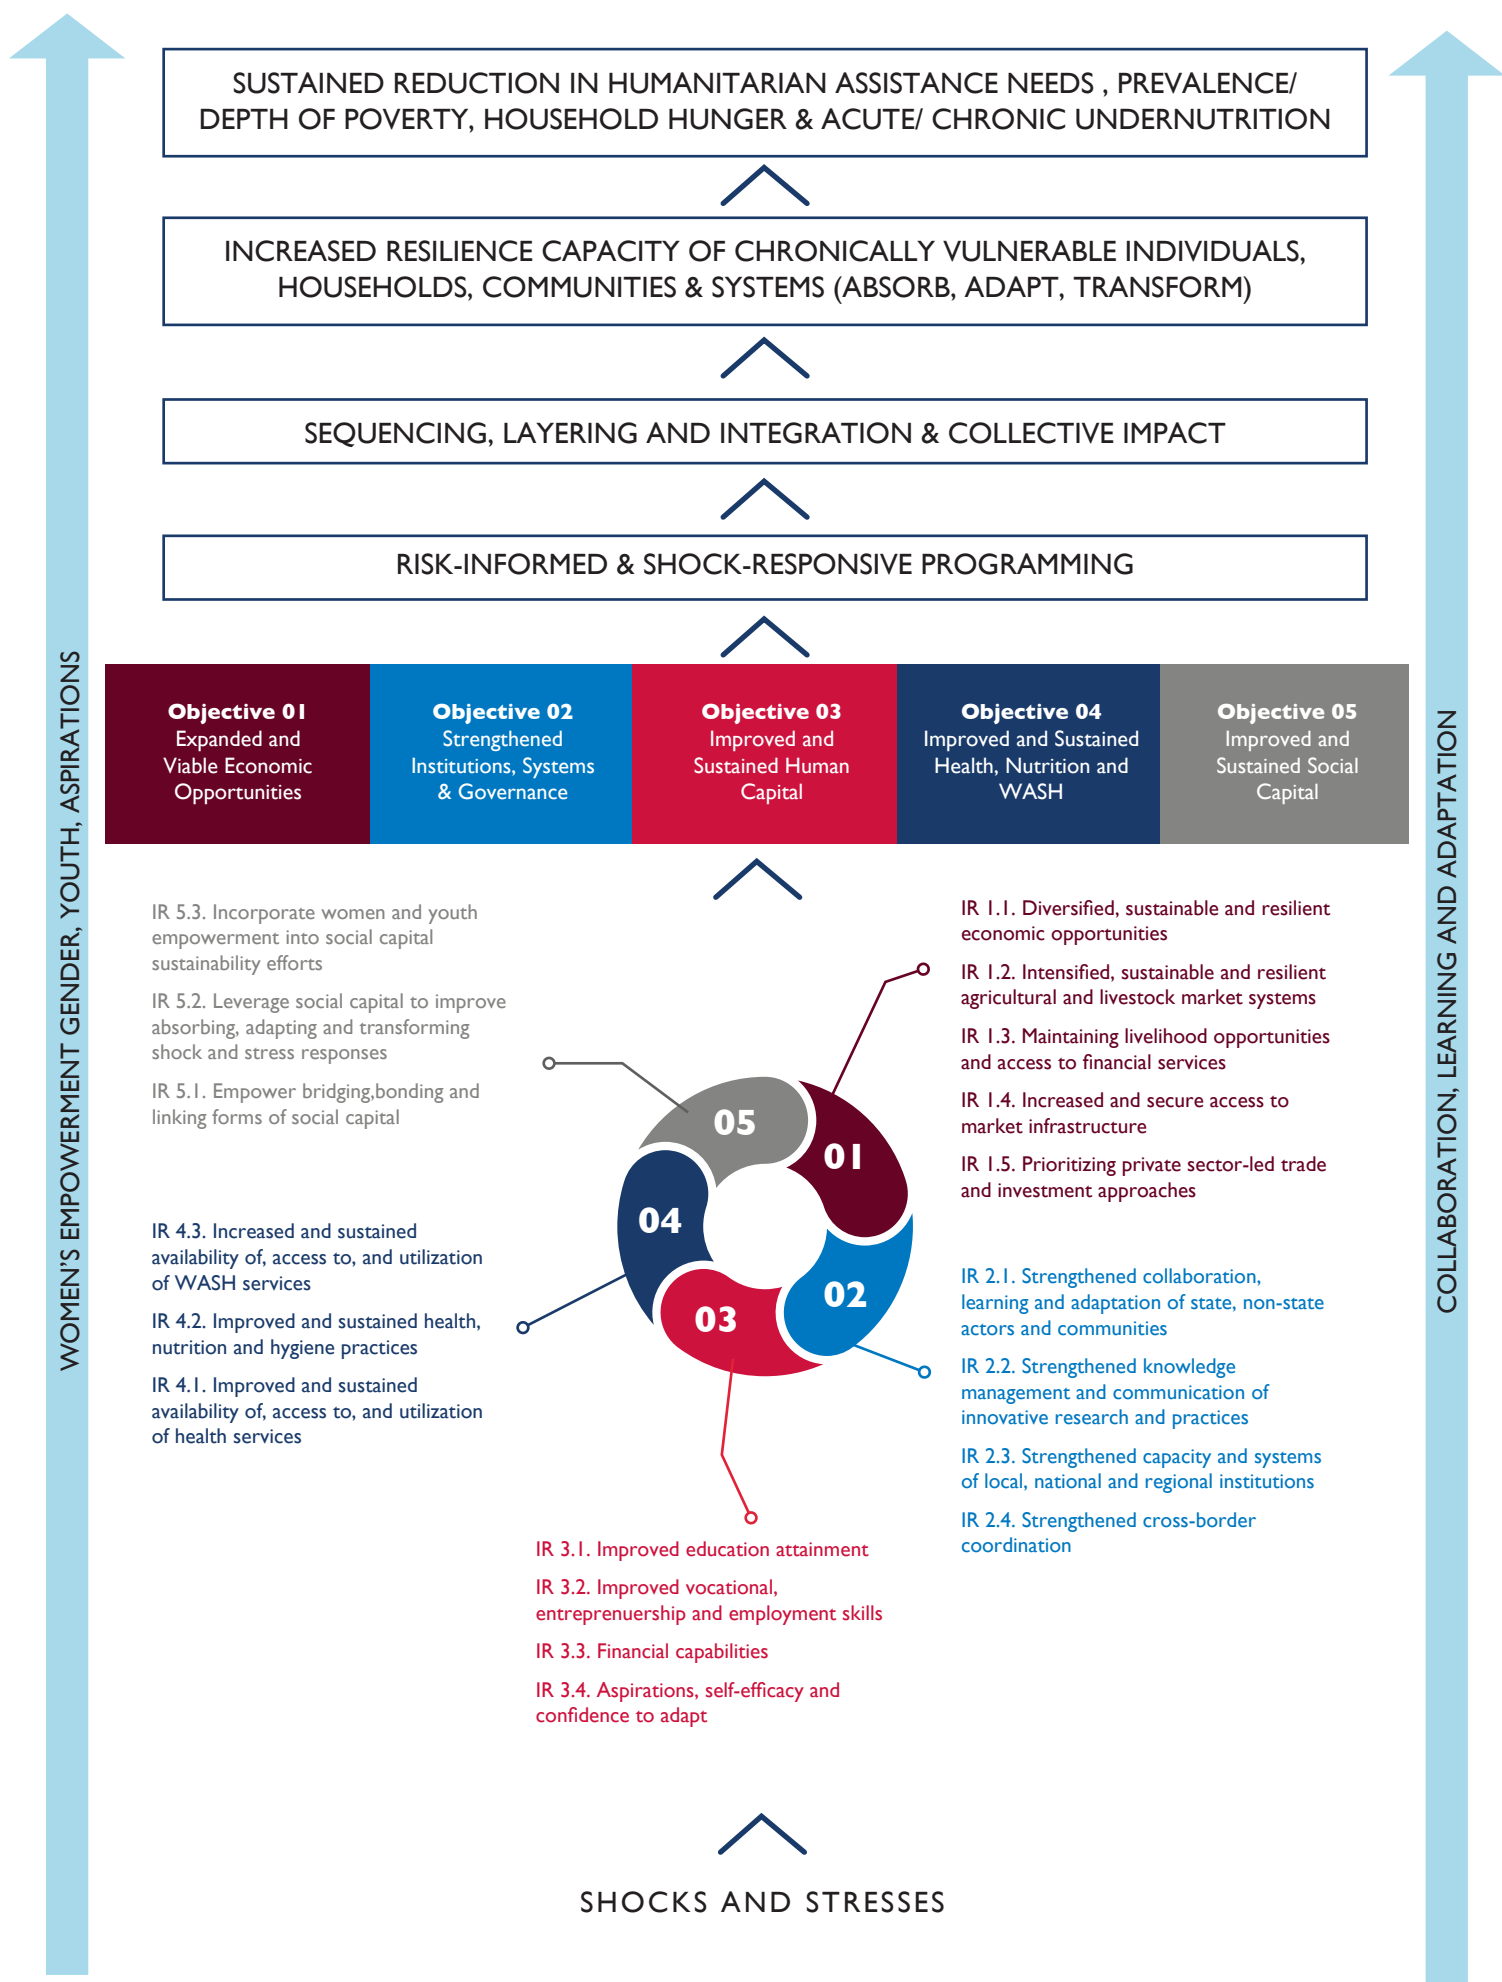 SUSTAINED REDUCTION IN HUMANITARIAN ASSISTANCE NEEDS , PREVALENCE/
DEPTH OF POVERTY, HOUSEHOLD HUNGER & ACUTE/ CHRONIC UNDERNUTRITION
INCREASED RESILIENCE CAPACITY OF CHRONICALLY VULNERABLE INDIVIDUALS,
HOUSEHOLDS, COMMUNITIES & SYSTEMS (ABSORB, ADAPT, TRANSFORM)
SEQUENCING, LAYERING AND INTEGRATION & COLLECTIVE IMPACT
RISK-INFORMED & SHOCK-RESPONSIVE PROGRAMMING
WOMEN'S EMPOWERMENT GENDER, YOUTH, ASPIRATIONS
COLLABORATION, LEARNING AND ADAPTATION
Objective 01
Expanded and
Viable Economic
Opportunities
Objective 02
Strengthened
Institutions, Systems
& Governance
Objective 03
Improved and
Sustained Human
Capital
Objective 04
Improved and Sustained
Health, Nutrition and
WASH
Objective 05
Improved and
Sustained Social
Capital
IR 5.3. Incorporate women and youth
empowerment into social capital
sustainability efforts
IR 5.2. Leverage social capital to improve
absorbing, adapting and transforming
shock and stress responses
IR 5.1. Empower bridging,bonding and
linking forms of social capital
IR 4.3. Increased and sustained
availability of, access to, and utilization
of WASH services
IR 4.2. Improved and sustained health,
nutrition and hygiene practices
IR 4.1. Improved and sustained
availability of, access to, and utilization
of health services
05
01
04
02
03
IR 1.1. Diversified, sustainable and resilient
economic opportunities
IR 1.2. Intensified, sustainable and resilient
agricultural and livestock market systems
IR 1.3. Maintaining livelihood opportunities
and access to financial services
IR 1.4. Increased and secure access to
market infrastructure
IR 1.5. Prioritizing private sector-led trade
and investment approaches
IR 2.1. Strengthened collaboration,
learning and adaptation of state, non-state
actors and communities
IR 2.2. Strengthened knowledge
management and communication of
innovative research and practices
IR 2.3. Strengthened capacity and systems
of local, national and regional institutions
IR 2.4. Strengthened cross-border
coordination
IR 3.1. Improved education attainment
IR 3.2. Improved vocational,
entreprenuership and employment skills
IR 3.3. Financial capabilities
IR 3.4. Aspirations, self-efficacy and
confidence to adapt
SHOCKS AND STRESSES